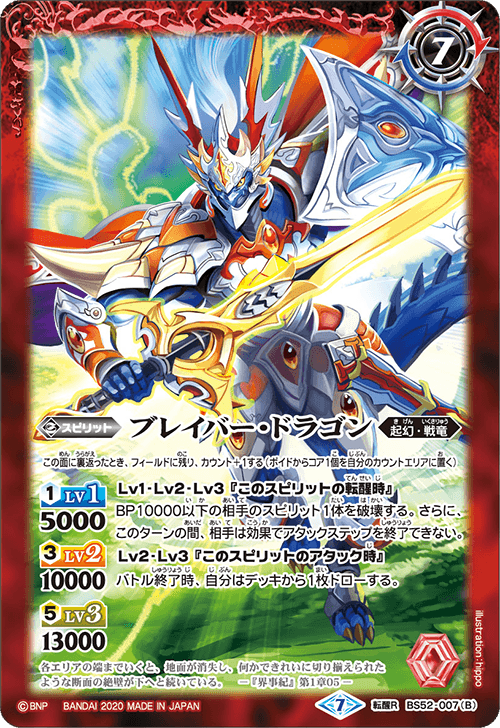 7
スピリット
ブレイバー・ドラゴン
起幻・戦竜
きげん いくさりゅう
この面に裏返ったとき、フィールドに残り、カウント+1する(ボイドからコア1個を自分のカウントエリアに置く)
1 LV1
5000
Lv1・Lv2・Lv3『このスピリットの転醒時』
BP10000以下の相手のスピリット1体を破壊する。さらに、
このターンの間、相手は効果でアタックステップを終了できない。
3 LV2
10000
Lv2・Lv3『このスピリットのアタック時』
バトル終了時、自分はデッキから1枚ドローする。
5 LV3
13000
各エリアの端までいくと、地面が消失し、何かできれいに切り揃えられた
ような断面の絶壁が下へと続いている。 ―『界事紀』第1章05―
illustration:hippo
©BNP BANDAI 2020 MADE IN JAPAN
7
転醒R
BS52-007(B)